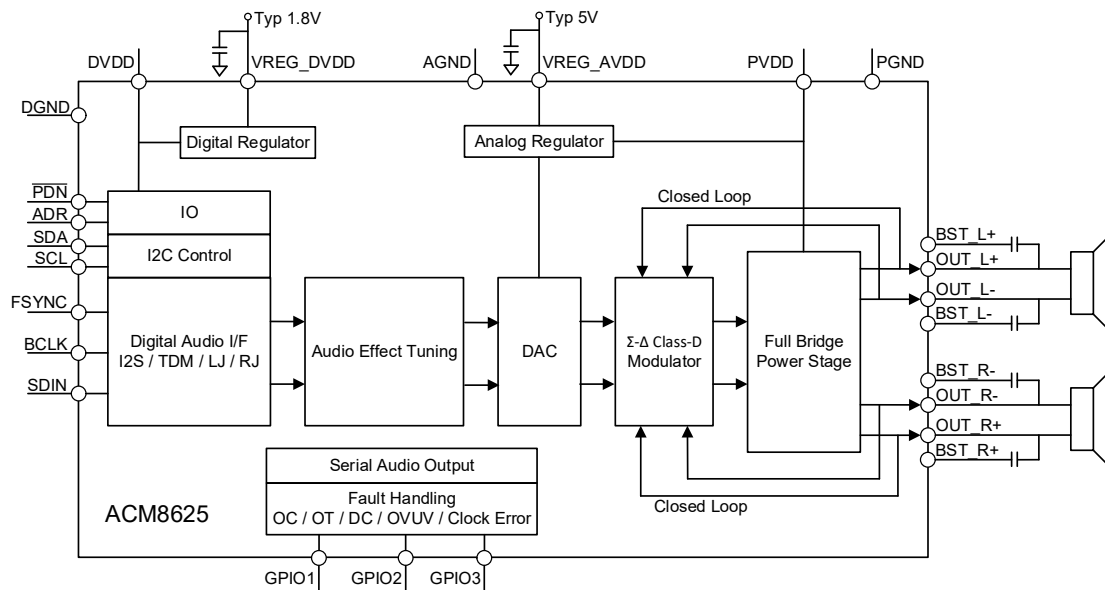 Typ 1.8V
Typ 5V
DVDD
VREG_DVDD
AGND
VREG_AVDD
PVDD
PGND
DGND
Digital Regulator
Analog Regulator
PDN
ADR
SDA
SCL
FSYNC
BCLK
SDIN
IO
I2C Control
Digital Audio I/F
I2S / TDM / LJ / RJ
Audio Effect Tuning
DAC
Closed Loop
Σ-Δ Class-D
Modulator
Full Bridge
Power Stage
BST_L+
OUT_L+
OUT_L-
BST_L-
BST_R-
OUT_R-
OUT_R+
BST_R+
Closed Loop
Serial Audio Output
Fault Handling
OC / OT / DC / OVUV / Clock Error
ACM8625
GPIO1
GPIO2
GPIO3